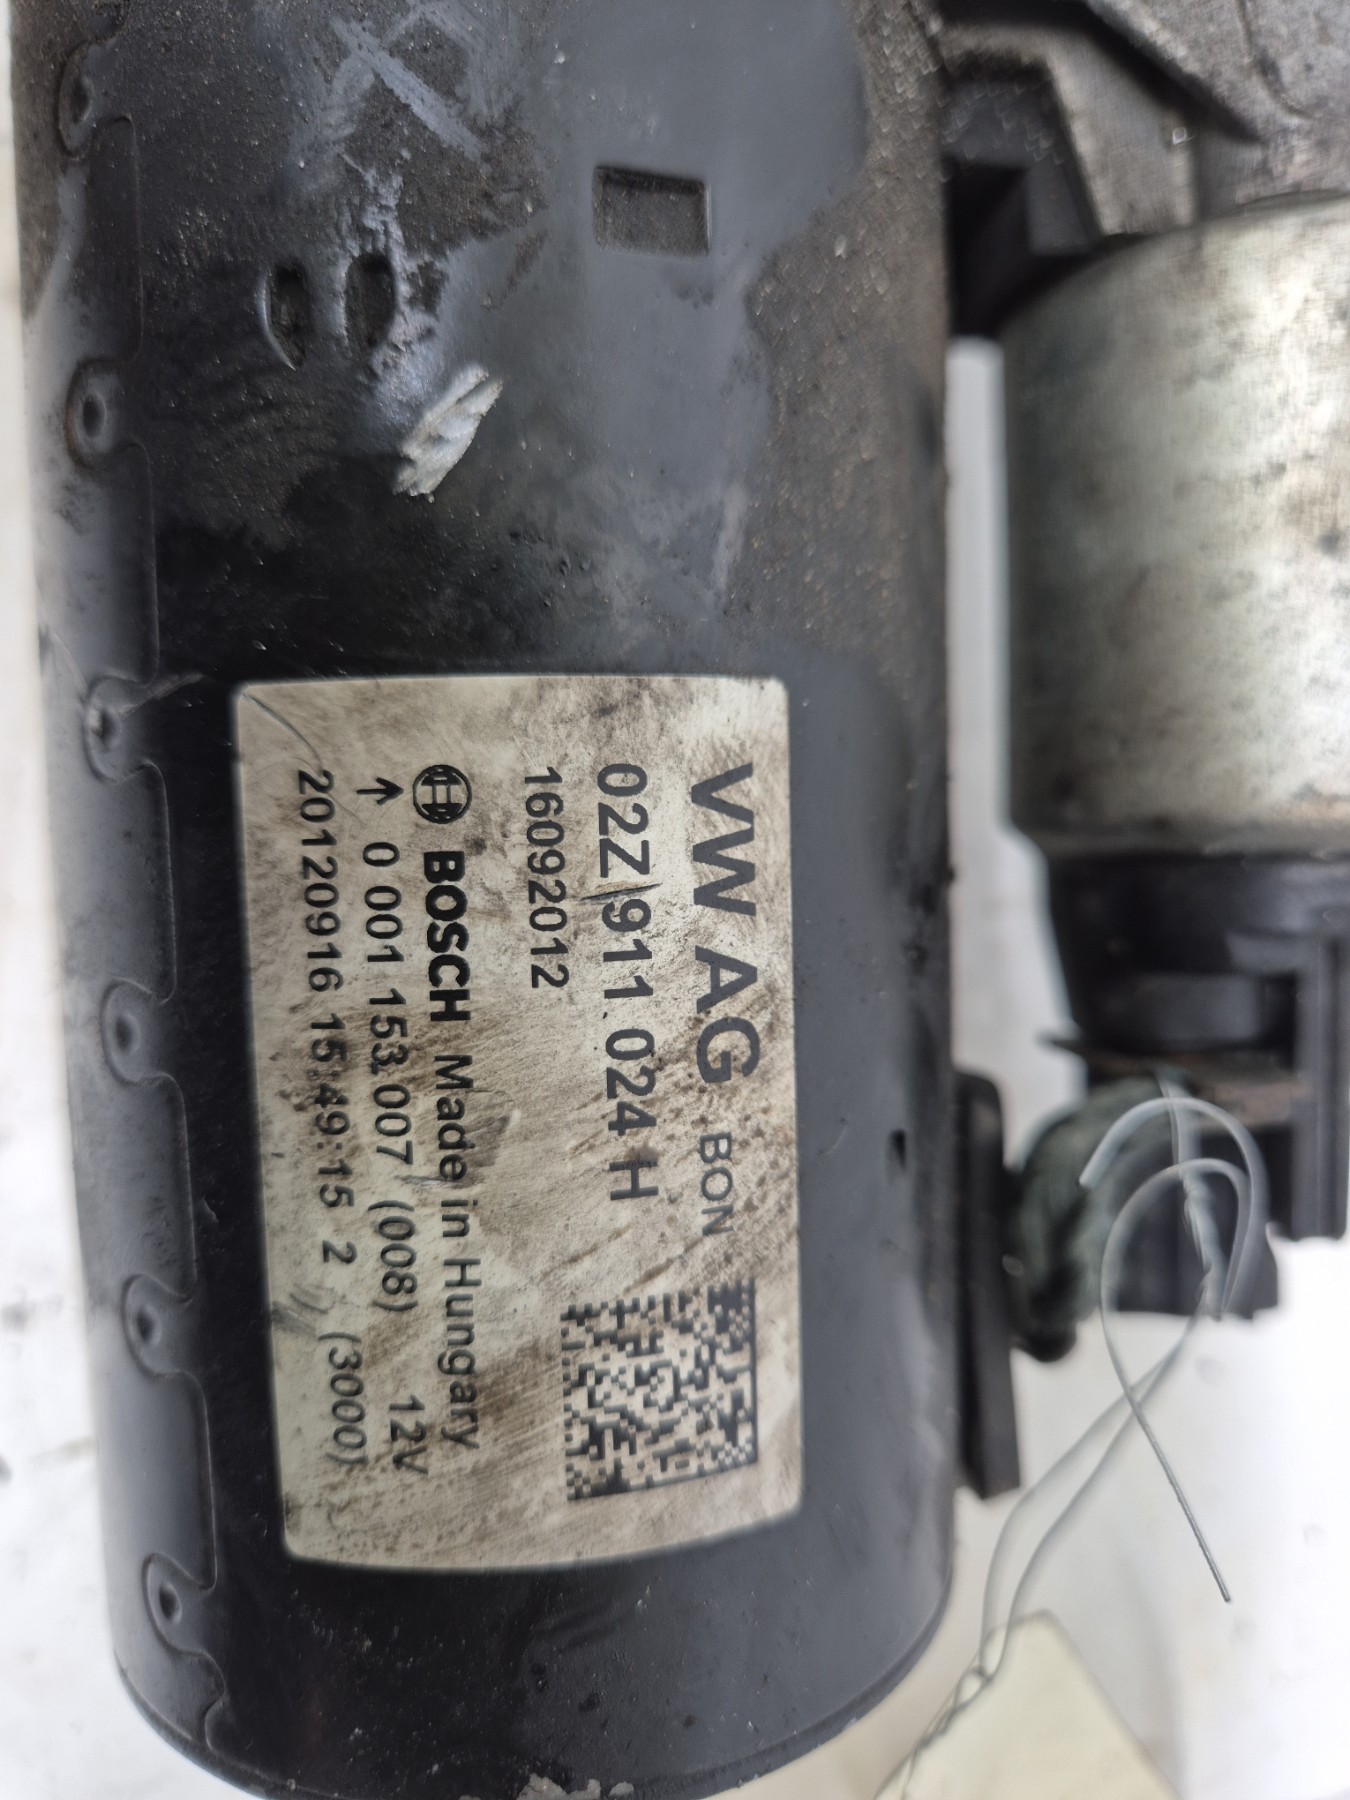 VW AG BON
02Z 911 024 H
16092012
BOSCH Made in Hungary
0 001 153 007 (008) 12V
20120916 15:49:15 2 (3000)